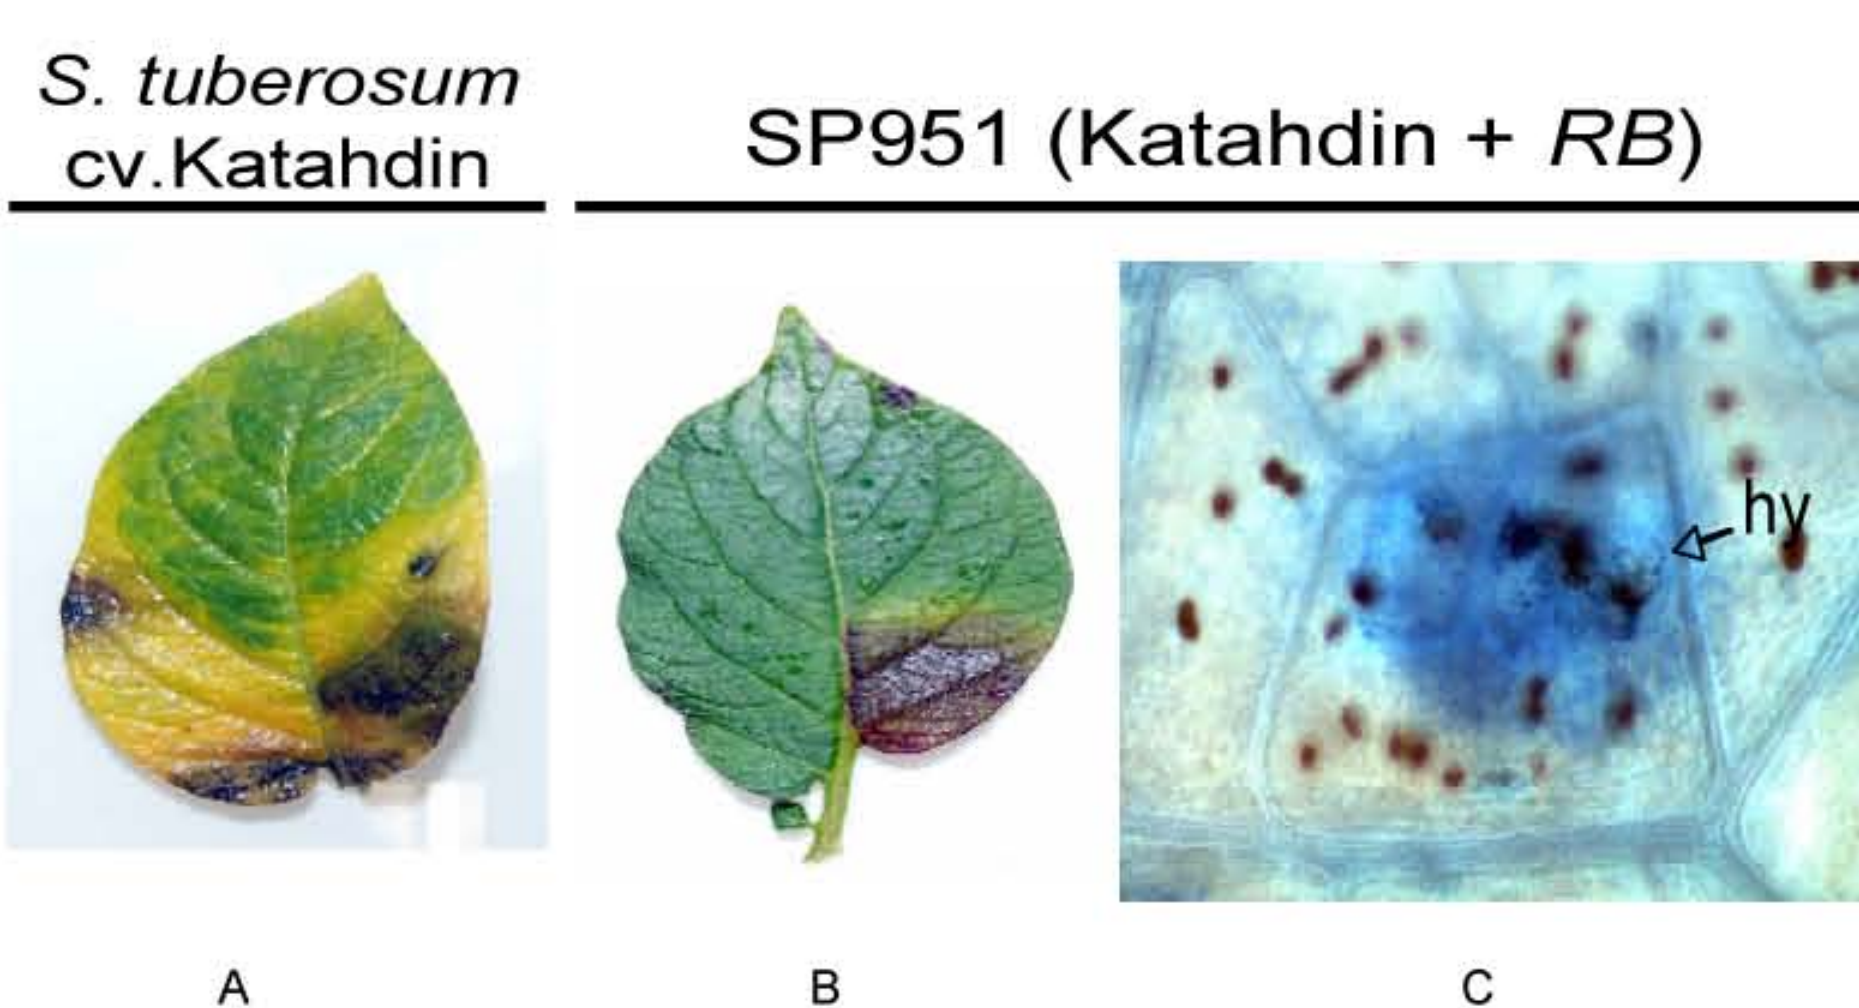 S. tuberosum
cv.Katahdin
SP951 (Katahdin + RB)
hy
A
B
C